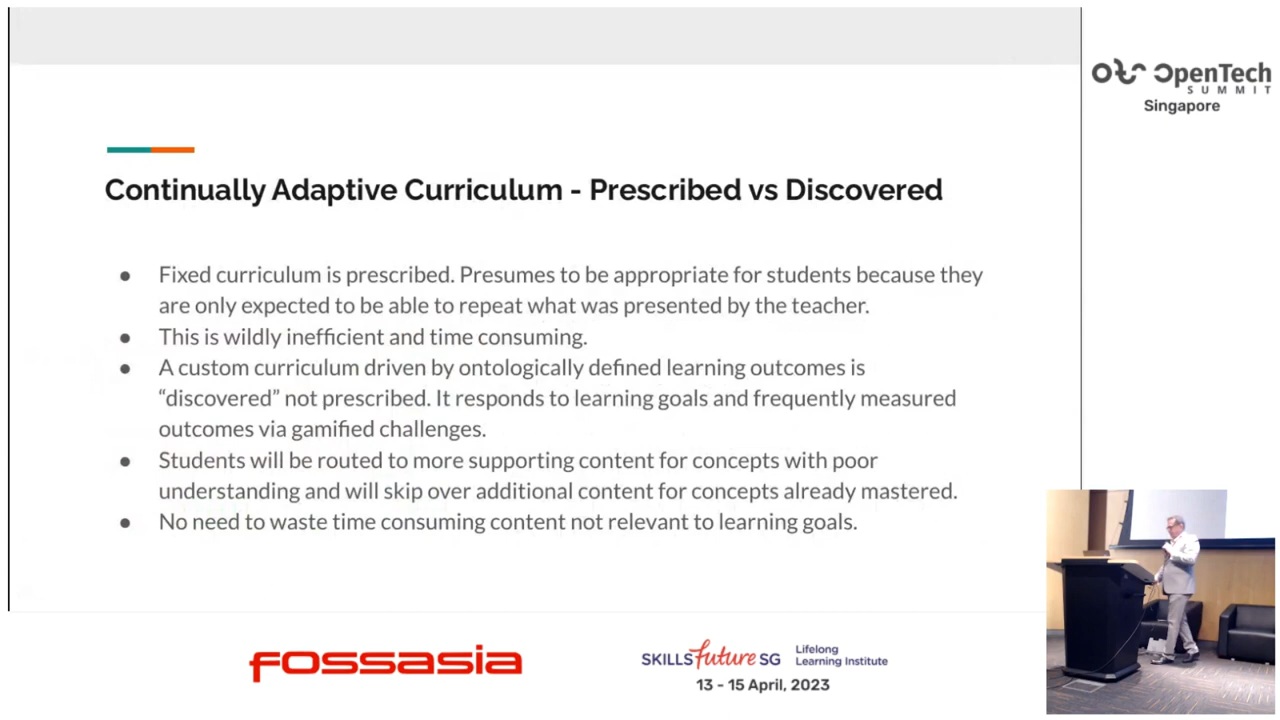 OpenTech
SUMMIT
Singapore
Continually Adaptive Curriculum - Prescribed vs Discovered
● Fixed curriculum is prescribed. Presumes to be appropriate for students because they
are only expected to be able to repeat what was presented by the teacher.
● This is wildly inefficient and time consuming.
● A custom curriculum driven by ontologically defined learning outcomes is
“discovered” not prescribed. It responds to learning goals and frequently measured
outcomes via gamified challenges.
● Students will be routed to more supporting content for concepts with poor
understanding and will skip over additional content for concepts already mastered.
● No need to waste time consuming content not relevant to learning goals.
fossasia
SKILLS future SG
Lifelong
Learning Institute
13 - 15 April, 2023